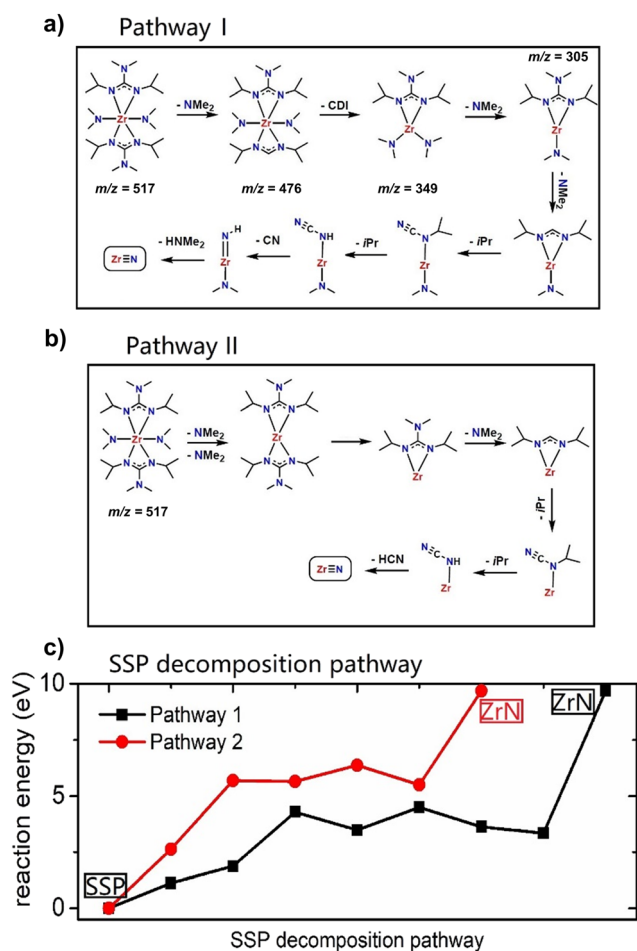 a) Pathway I
m/z = 305
- NMe2 - CDI - NMe2
m/z = 517 m/z = 476 m/z = 349
- NMe2
- HNMe2 - CN - iPr - iPr
Zr≡N
b) Pathway II
- NMe2
- NMe2
- NMe2
m/z = 517
- iPr
- HCN - iPr
Zr≡N
c) SSP decomposition pathway
reaction energy (eV)
10
5
0
Pathway 1
Pathway 2
SSP
ZrN
ZrN
SSP decomposition pathway